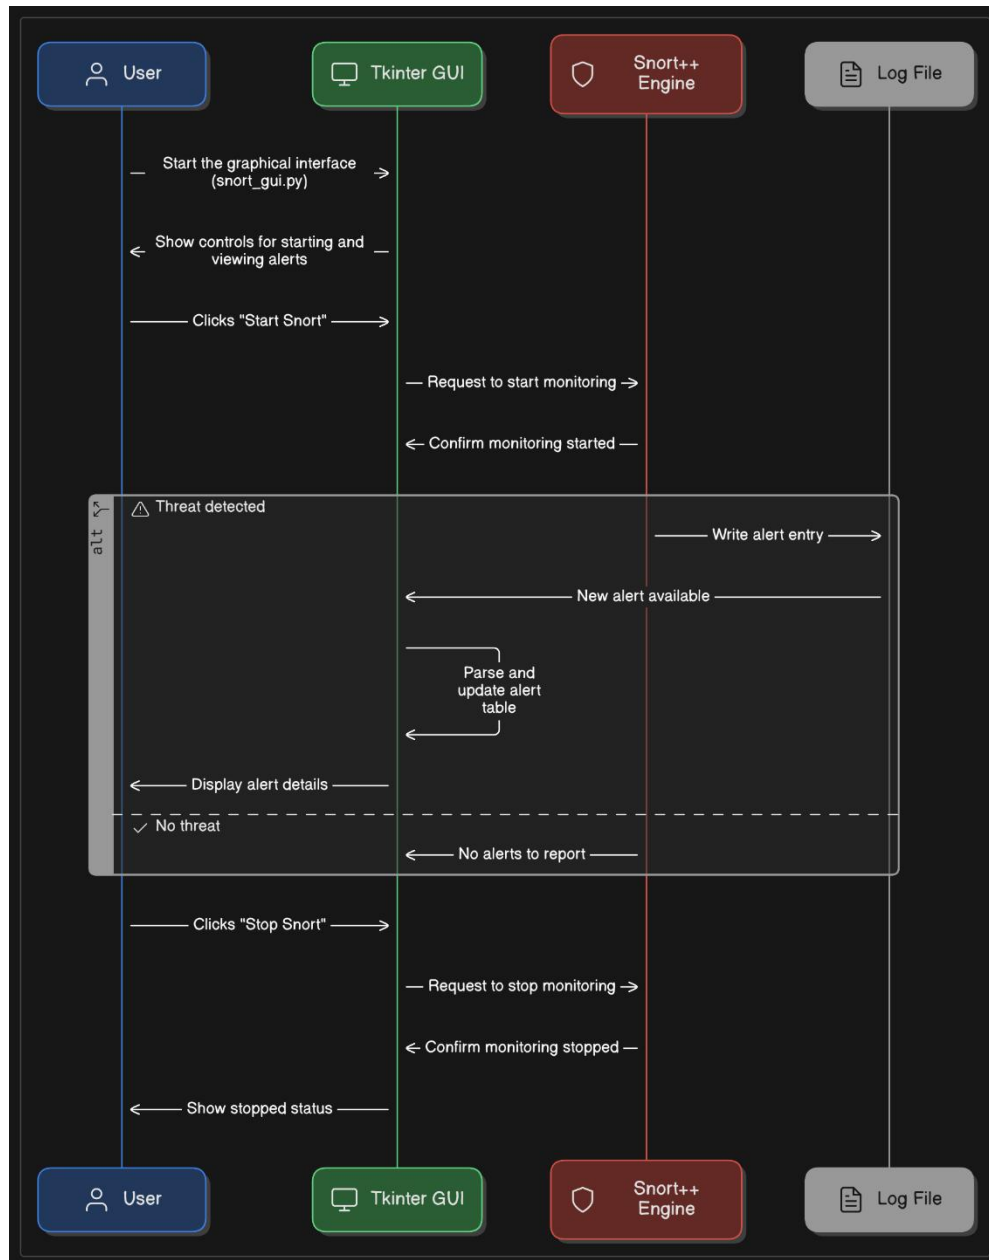 User
Tkinter GUI
Snort++
Engine
Log File
Start the graphical interface
(snort_gui.py)
Show controls for starting and
viewing alerts
Clicks "Start Snort"
Request to start monitoring
Confirm monitoring started
alt
Threat detected
Write alert entry
New alert available
Parse and
update alert
table
Display alert details
No threat
No alerts to report
Clicks "Stop Snort"
Request to stop monitoring
Confirm monitoring stopped
Show stopped status
User
Tkinter GUI
Snort++
Engine
Log File